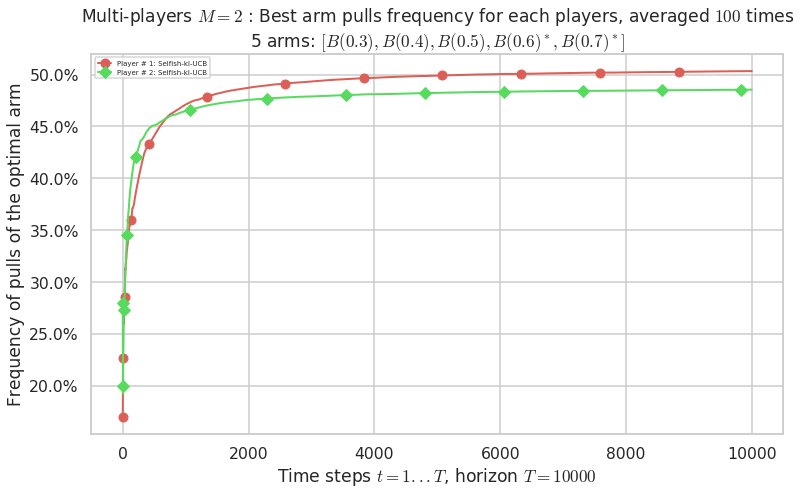 Multi-players M = 2 : Best arm pulls frequency for each players, averaged 100 times
5 arms: [B(0.3), B(0.4), B(0.5), B(0.6)*, B(0.7)*]
Player # 1: Selfish-kl-UCB
Player # 2: Selfish-kl-UCB
Frequency of pulls of the optimal arm
50.0%
45.0%
40.0%
35.0%
30.0%
25.0%
20.0%
0 2000 4000 6000 8000 10000
Time steps t = 1...T, horizon T = 10000